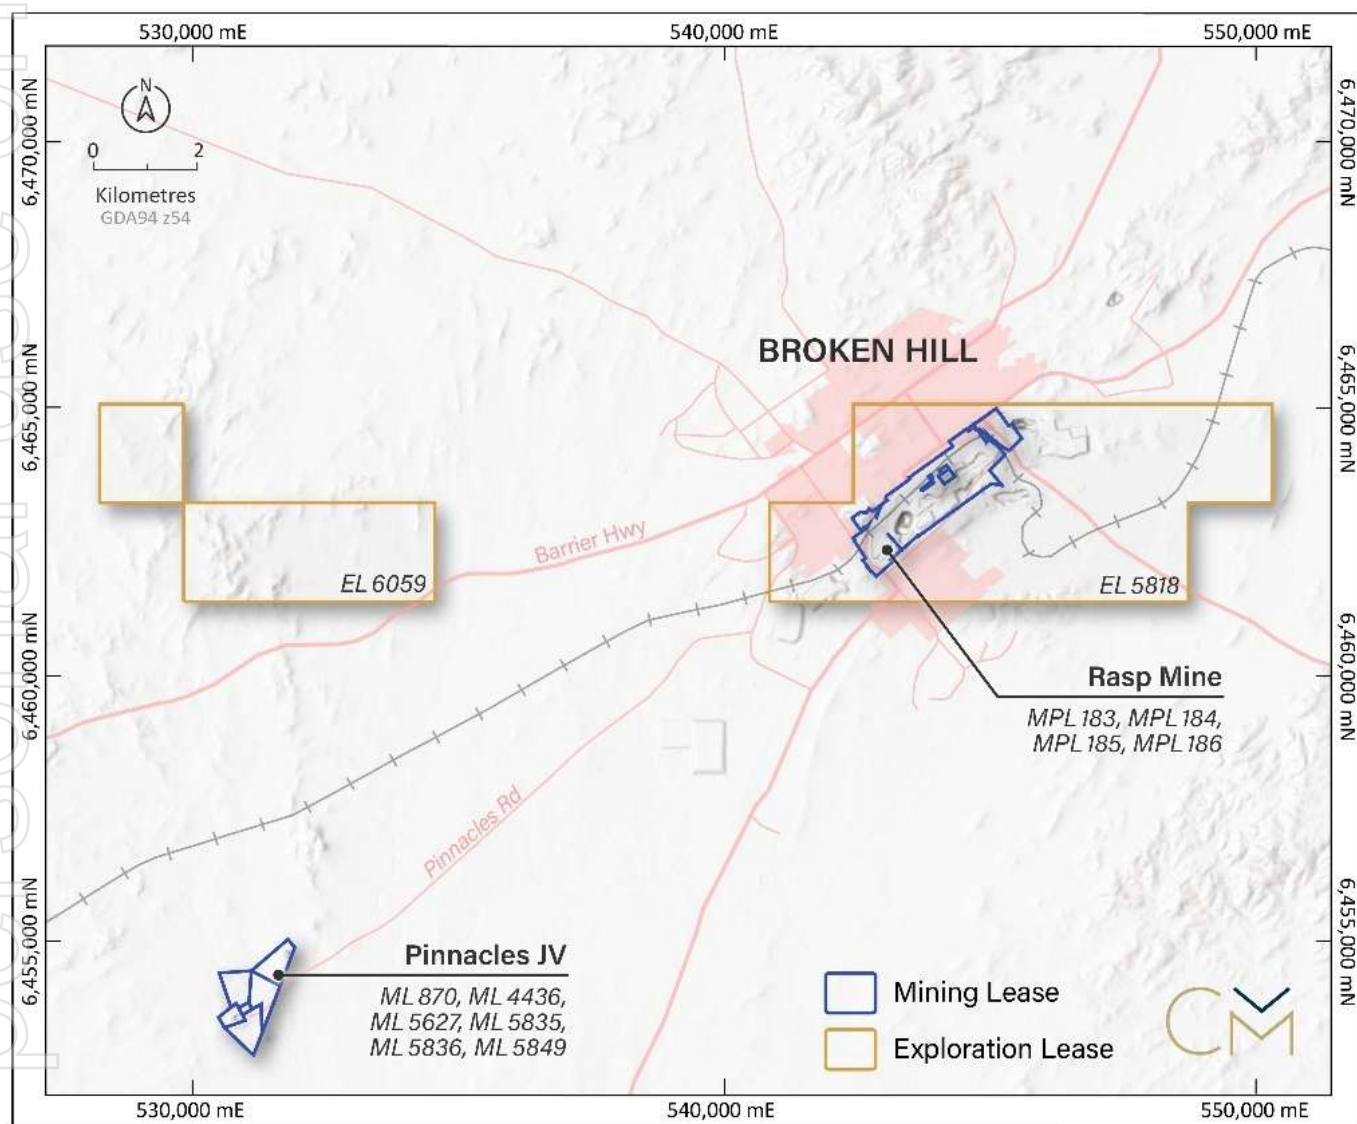 530,000 mE
540,000 mE
550,000 mE
N
0 2
Kilometres
GDA94 z54
6,470,000 mN
6,470,000 mN
BROKEN HILL
6,465,000 mN
6,465,000 mN
Barrier Hwy
EL 6059
EL 5818
6,460,000 mN
6,460,000 mN
Rasp Mine
MPL 183, MPL 184,
MPL 185, MPL 186
Pinnacles Rd
6,455,000 mN
6,455,000 mN
Pinnacles JV
ML 870, ML 4436,
ML 5627, ML 5835,
ML 5836, ML 5849
Mining Lease
Exploration Lease
CM
530,000 mE
540,000 mE
550,000 mE